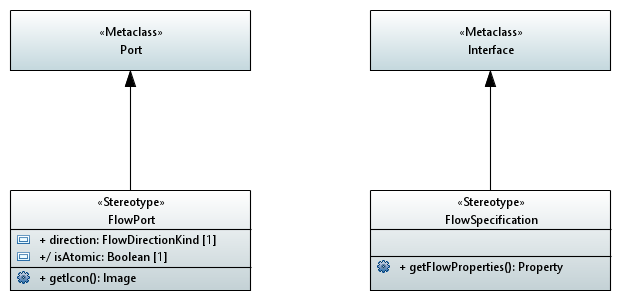 «Metaclass»
Port
«Metaclass»
Interface
«Stereotype»
FlowPort
+ direction: FlowDirectionKind [1]
+/ isAtomic: Boolean [1]
+ getIcon(): Image
«Stereotype»
FlowSpecification
+ getFlowProperties(): Property